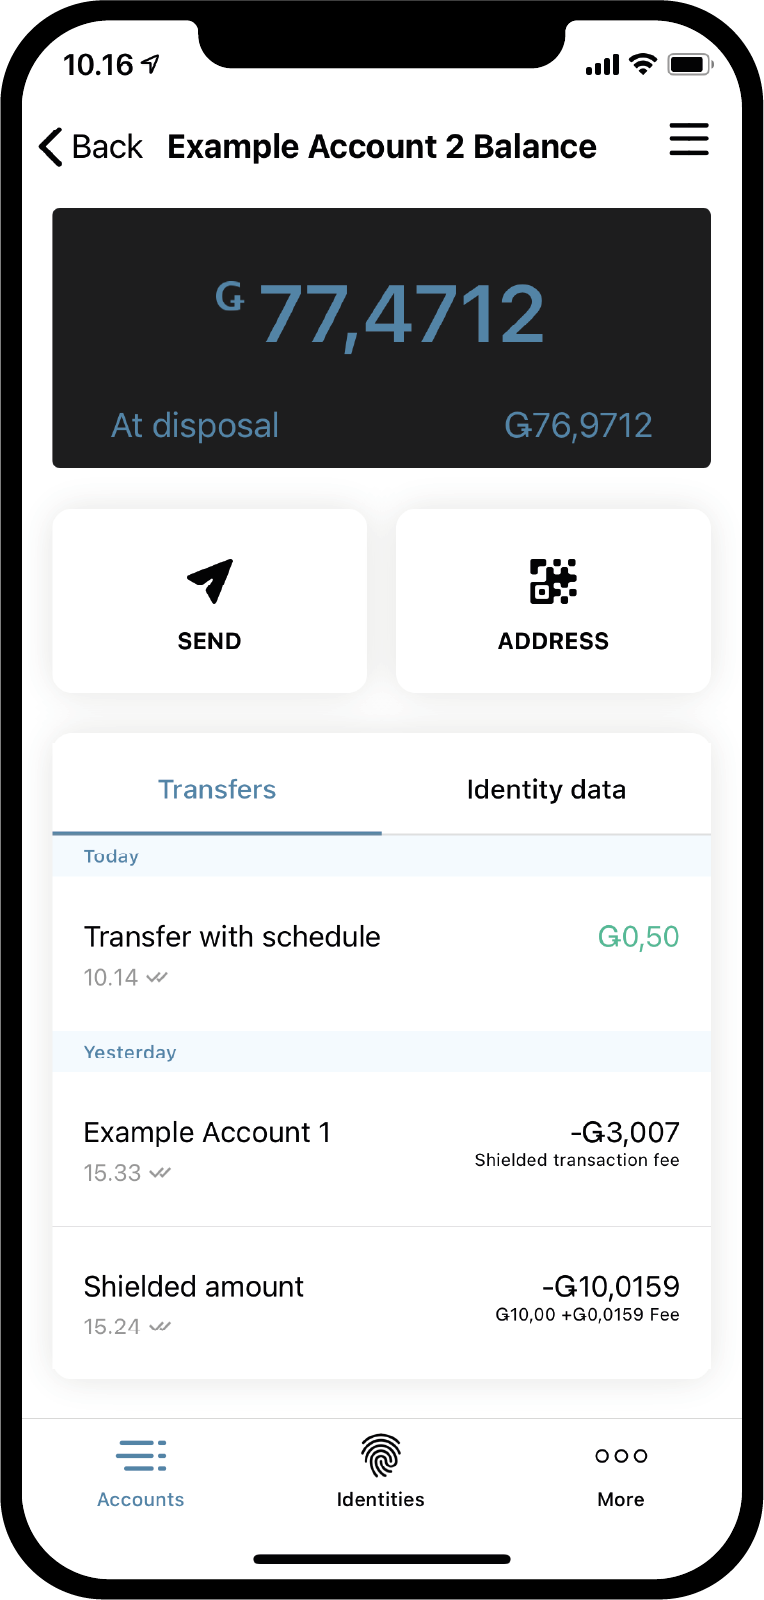 10.16
Back Example Account 2 Balance
Ǥ 77,4712
At disposal Ǥ76,9712
SEND ADDRESS
Transfers Identity data
Today
Transfer with schedule Ǥ0,50
10.14
Yesterday
Example Account 1 -Ǥ3,007
15.33 Shielded transaction fee
Shielded amount -Ǥ10,0159
15.24 Ǥ10,00 +Ǥ0,0159 Fee
Accounts Identities More